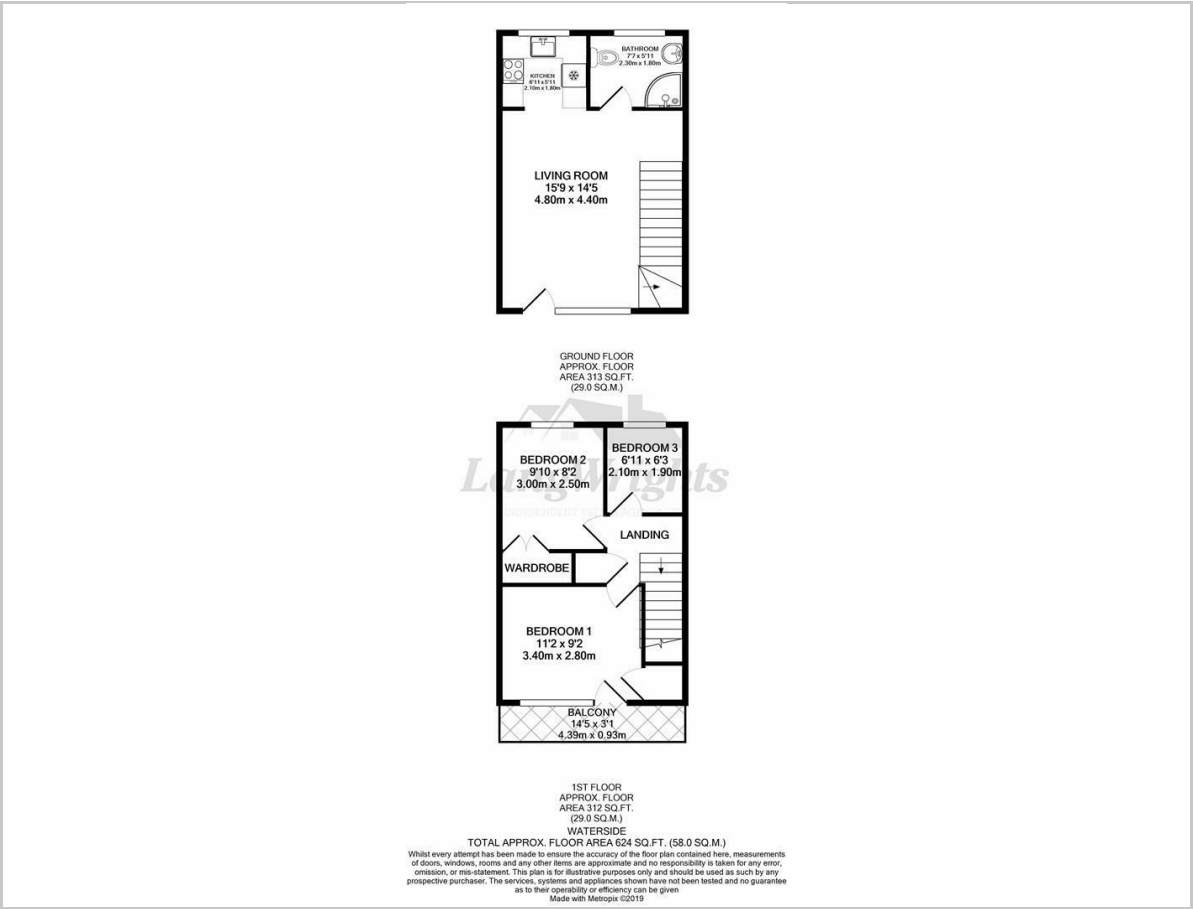 BATHROOM
7'7 x 5'11
2.30m x 1.80m
KITCHEN
6'11 x 5'11
2.10m x 1.80m
LIVING ROOM
15'9 x 14'5
4.80m x 4.40m
GROUND FLOOR
APPROX. FLOOR
AREA 313 SQ.FT.
(29.0 SQ.M.)
BEDROOM 2
9'10 x 8'2
3.00m x 2.50m
BEDROOM 3
6'11 x 6'3
2.10m x 1.90m
LangWrights
INDEPENDENT ESTATE AGENTS
LANDING
WARDROBE
BEDROOM 1
11'2 x 9'2
3.40m x 2.80m
BALCONY
14'5 x 3'1
4.39m x 0.93m
1ST FLOOR
APPROX. FLOOR
AREA 312 SQ.FT.
(29.0 SQ.M.)
WATERSIDE
TOTAL APPROX. FLOOR AREA 624 SQ.FT. (58.0 SQ.M.)
Whilst every attempt has been made to ensure the accuracy of the floor plan contained here, measurements
of doors, windows, rooms and any other items are approximate and no responsibility is taken for any error,
omission, or mis-statement. This plan is for illustrative purposes only and should be used as such by any
prospective purchaser. The services, systems and appliances shown have not been tested and no guarantee
as to their operability or efficiency can be given
Made with Metropix ©2019